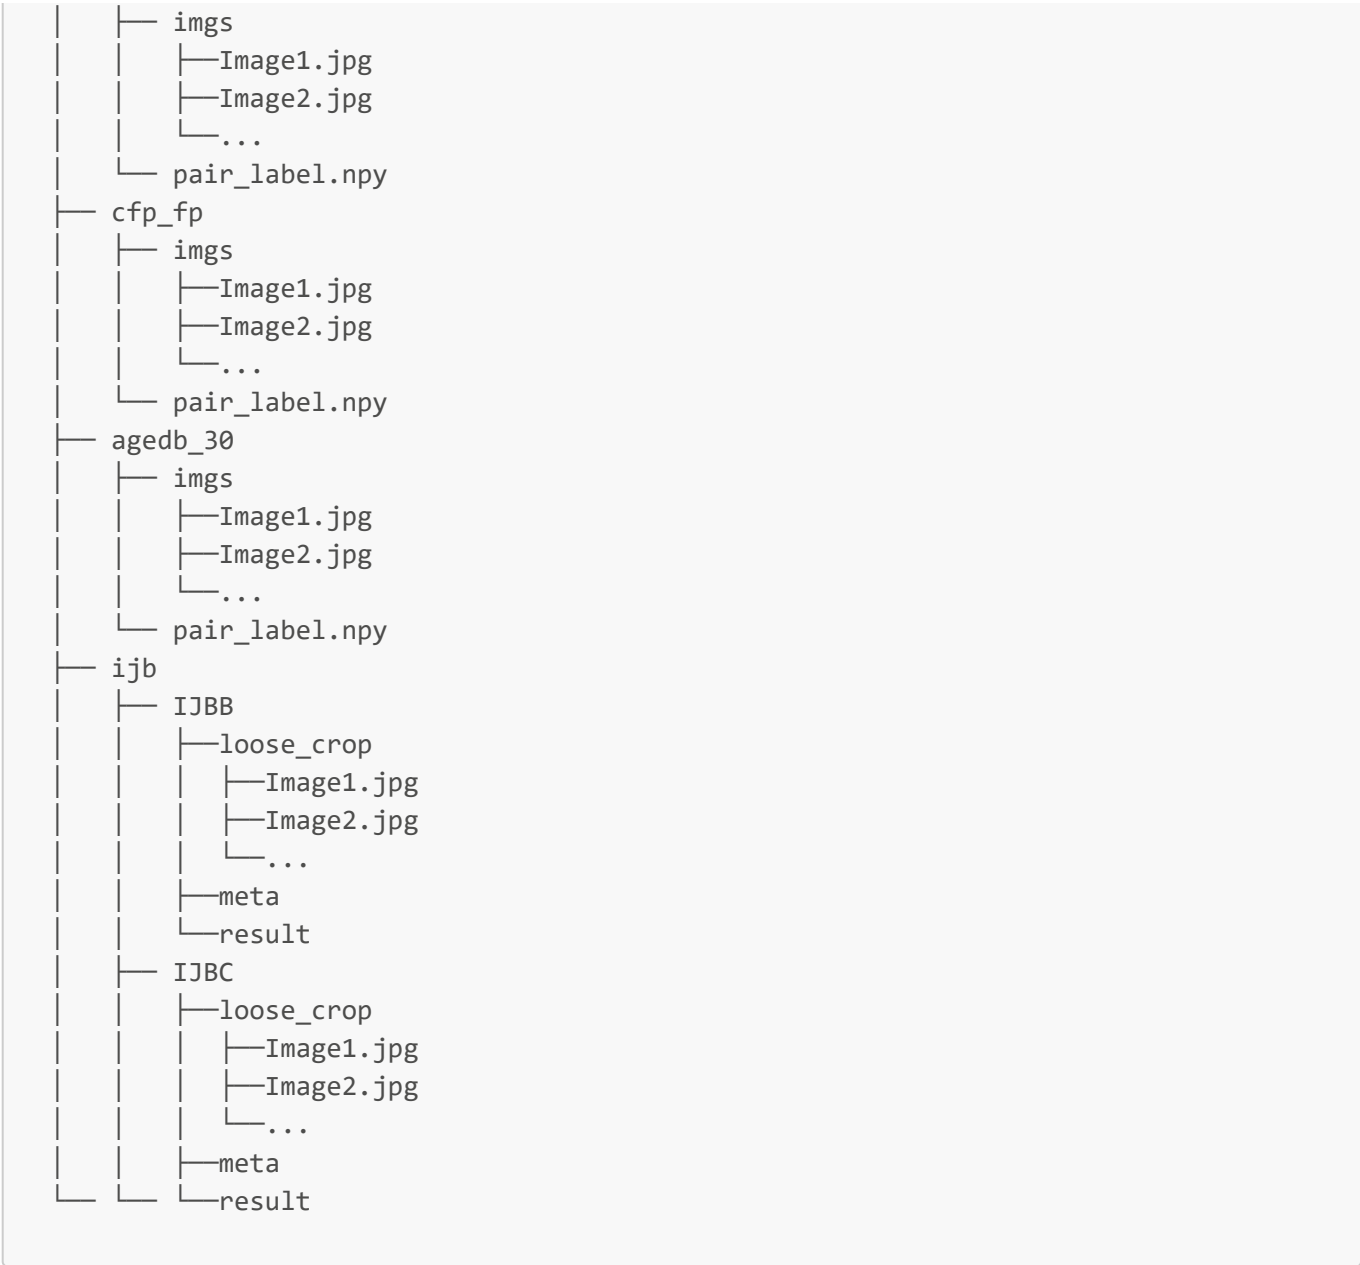 │   ├── imgs
│   │   ├──Image1.jpg
│   │   ├──Image2.jpg
│   │   └──...
│   └── pair_label.npy
├── cfp_fp
│   ├── imgs
│   │   ├──Image1.jpg
│   │   ├──Image2.jpg
│   │   └──...
│   └── pair_label.npy
├── agedb_30
│   ├── imgs
│   │   ├──Image1.jpg
│   │   ├──Image2.jpg
│   │   └──...
│   └── pair_label.npy
├── ijb
│   ├── IJBB
│   │   ├──loose_crop
│   │   │  ├──Image1.jpg
│   │   │  ├──Image2.jpg
│   │   │  └──...
│   │   ├──meta
│   │   └──result
│   ├── IJBC
│   │   ├──loose_crop
│   │   │  ├──Image1.jpg
│   │   │  ├──Image2.jpg
│   │   │  └──...
│   │   ├──meta
└── └── └──result